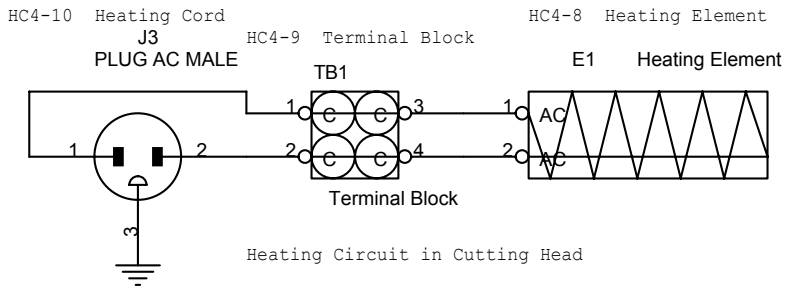 HC4-10 Heating Cord
J3
PLUG AC MALE
HC4-9 Terminal Block
TB1
HC4-8 Heating Element
E1 Heating Element
1
2
3
1 C C 3
2 C C 4
Terminal Block
1 AC
2 AC
Heating Circuit in Cutting Head